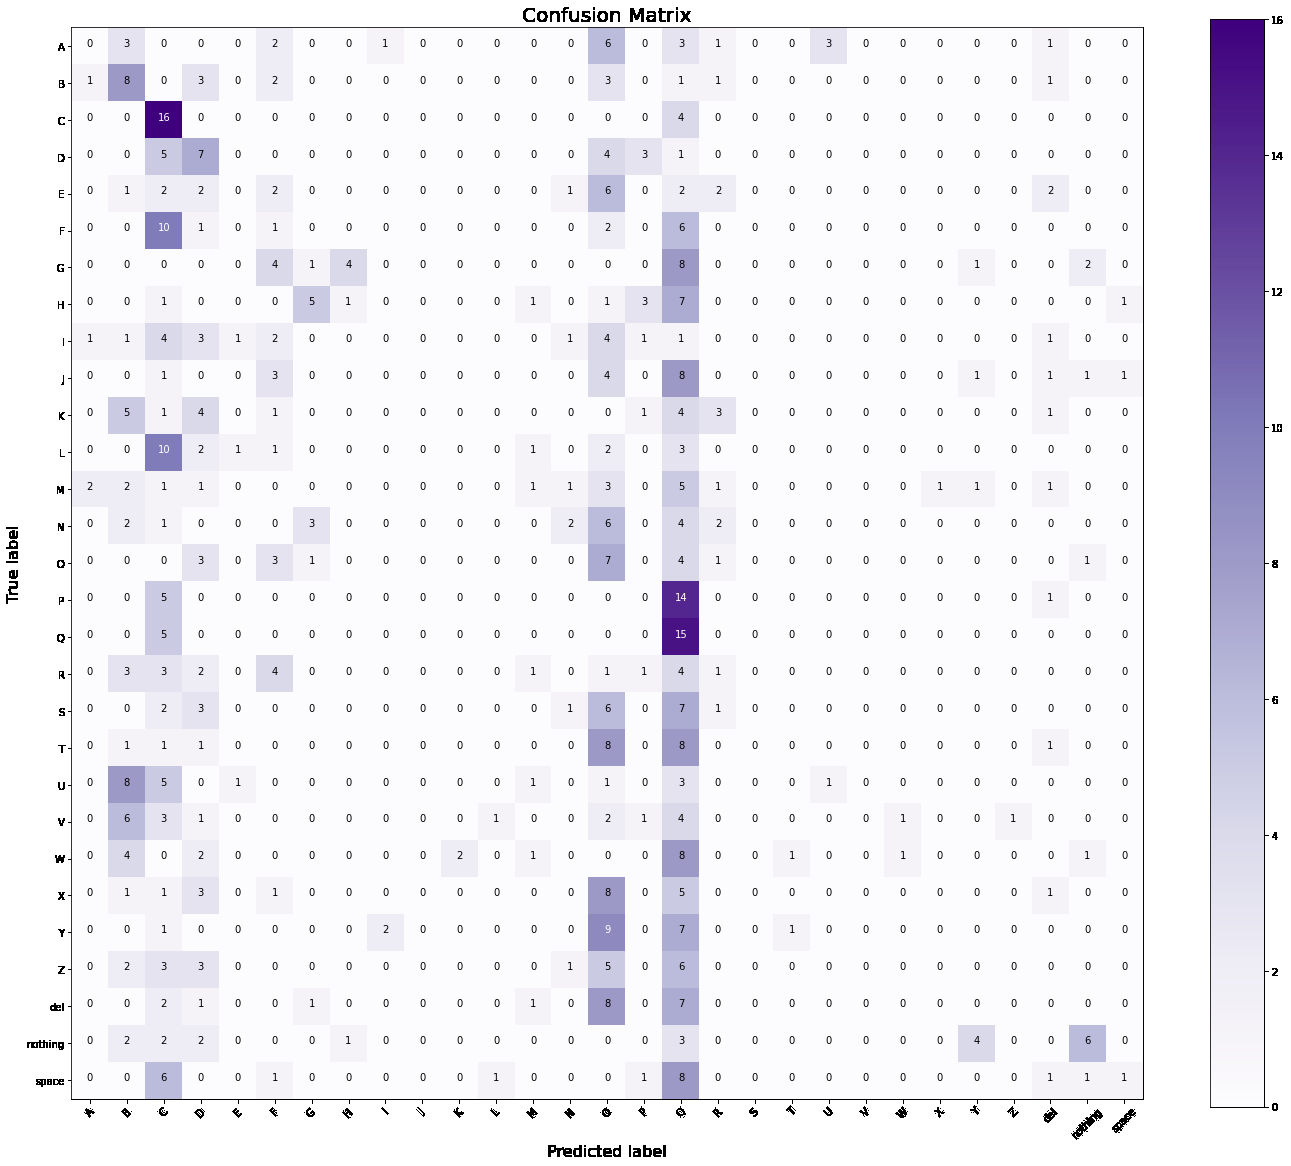 Confusion Matrix
A 0 3 0 0 0 2 0 0 1 0 0 0 0 0 6 0 3 1 0 0 3 0 0 0 0 0 1 0 0
B 1 8 0 3 0 2 0 0 0 0 0 0 0 0 3 0 1 1 0 0 0 0 0 0 0 0 1 0 0
C 0 0 16 0 0 0 0 0 0 0 0 0 0 0 0 0 4 0 0 0 0 0 0 0 0 0 0 0 0
D 0 0 5 7 0 0 0 0 0 0 0 0 0 0 4 3 1 0 0 0 0 0 0 0 0 0 0 0 0
E 0 1 2 2 0 2 0 0 0 0 0 0 0 1 6 0 2 2 0 0 0 0 0 0 0 0 2 0 0
F 0 0 10 1 0 1 0 0 0 0 0 0 0 0 2 0 6 0 0 0 0 0 0 0 0 0 0 0 0
G 0 0 0 0 0 4 1 4 0 0 0 0 0 0 0 0 8 0 0 0 0 0 0 0 1 0 0 2 0
H 0 0 1 0 0 0 5 1 0 0 0 0 1 0 1 3 7 0 0 0 0 0 0 0 0 0 0 0 1
I 1 1 4 3 1 2 0 0 0 0 0 0 0 1 4 1 1 0 0 0 0 0 0 0 0 0 1 0 0
J 0 0 1 0 0 3 0 0 0 0 0 0 0 0 4 0 8 0 0 0 0 0 0 0 1 0 1 1 1
K 0 5 1 4 0 1 0 0 0 0 0 0 0 0 0 1 4 3 0 0 0 0 0 0 0 0 1 0 0
L 0 0 10 2 1 1 0 0 0 0 0 0 1 0 2 0 3 0 0 0 0 0 0 0 0 0 0 0 0
M 2 2 1 1 0 0 0 0 0 0 0 0 1 1 3 0 5 1 0 0 0 0 0 1 1 0 1 0 0
N 0 2 1 0 0 0 3 0 0 0 0 0 0 2 6 0 4 2 0 0 0 0 0 0 0 0 0 0 0
O 0 0 0 3 0 3 1 0 0 0 0 0 0 0 7 0 4 1 0 0 0 0 0 0 0 0 0 1 0
P 0 0 5 0 0 0 0 0 0 0 0 0 0 0 0 0 14 0 0 0 0 0 0 0 0 0 1 0 0
Q 0 0 5 0 0 0 0 0 0 0 0 0 0 0 0 0 15 0 0 0 0 0 0 0 0 0 0 0 0
R 0 3 3 2 0 4 0 0 0 0 0 0 1 0 1 1 4 1 0 0 0 0 0 0 0 0 0 0 0
S 0 0 2 3 0 0 0 0 0 0 0 0 0 1 6 0 7 1 0 0 0 0 0 0 0 0 0 0 0
T 0 1 1 1 0 0 0 0 0 0 0 0 0 0 8 0 8 0 0 0 0 0 0 0 0 0 1 0 0
U 0 8 5 0 1 0 0 0 0 0 0 0 1 0 1 0 3 0 0 0 1 0 0 0 0 0 0 0 0
V 0 6 3 1 0 0 0 0 0 0 0 1 0 0 2 1 4 0 0 0 0 0 1 0 0 1 0 0 0
W 0 4 0 2 0 0 0 0 0 0 2 0 1 0 0 0 8 0 0 1 0 0 1 0 0 0 0 1 0
X 0 1 1 3 0 1 0 0 0 0 0 0 0 0 8 0 5 0 0 0 0 0 0 0 0 0 1 0 0
Y 0 0 1 0 0 0 0 0 2 0 0 0 0 0 9 0 7 0 0 1 0 0 0 0 0 0 0 0 0
Z 0 2 3 3 0 0 0 0 0 0 0 0 0 1 5 0 6 0 0 0 0 0 0 0 0 0 0 0 0
del 0 0 2 1 0 0 1 0 0 0 0 0 1 0 8 0 7 0 0 0 0 0 0 0 0 0 0 0 0
nothing 0 2 2 2 0 0 0 1 0 0 0 0 0 0 0 0 3 0 0 0 0 0 0 0 4 0 0 6 0
space 0 0 6 0 0 1 0 0 0 0 0 1 0 0 0 1 8 0 0 0 0 0 0 0 0 0 1 1 1
A B C D E F G H I J K L M N O P Q R S T U V W X Y Z del nothing space
Predicted label
True label
16
14
12
10
8
6
4
2
0